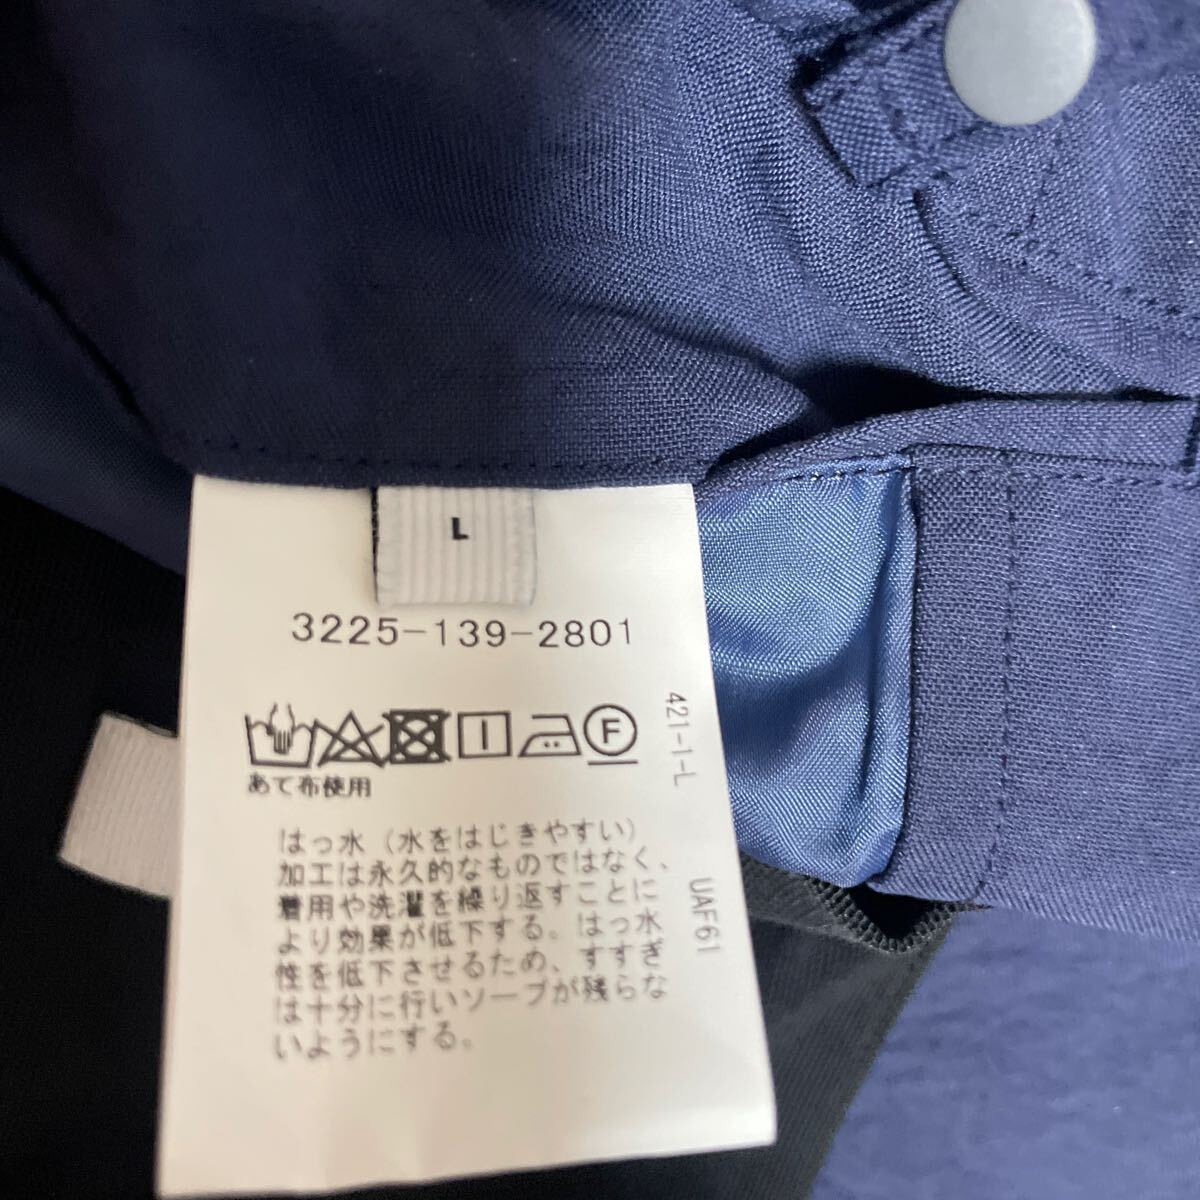 L
3225-139-2801
F
あて布使用
はっ水（水をはじきやすい）
加工は永久的なものではなく、
着用や洗濯を繰り返すことに
より効果が低下する。はっ水
性を低下させるため、すすぎ
は十分に行いソープが残らな
いようにする。
421-1-L
UAF61